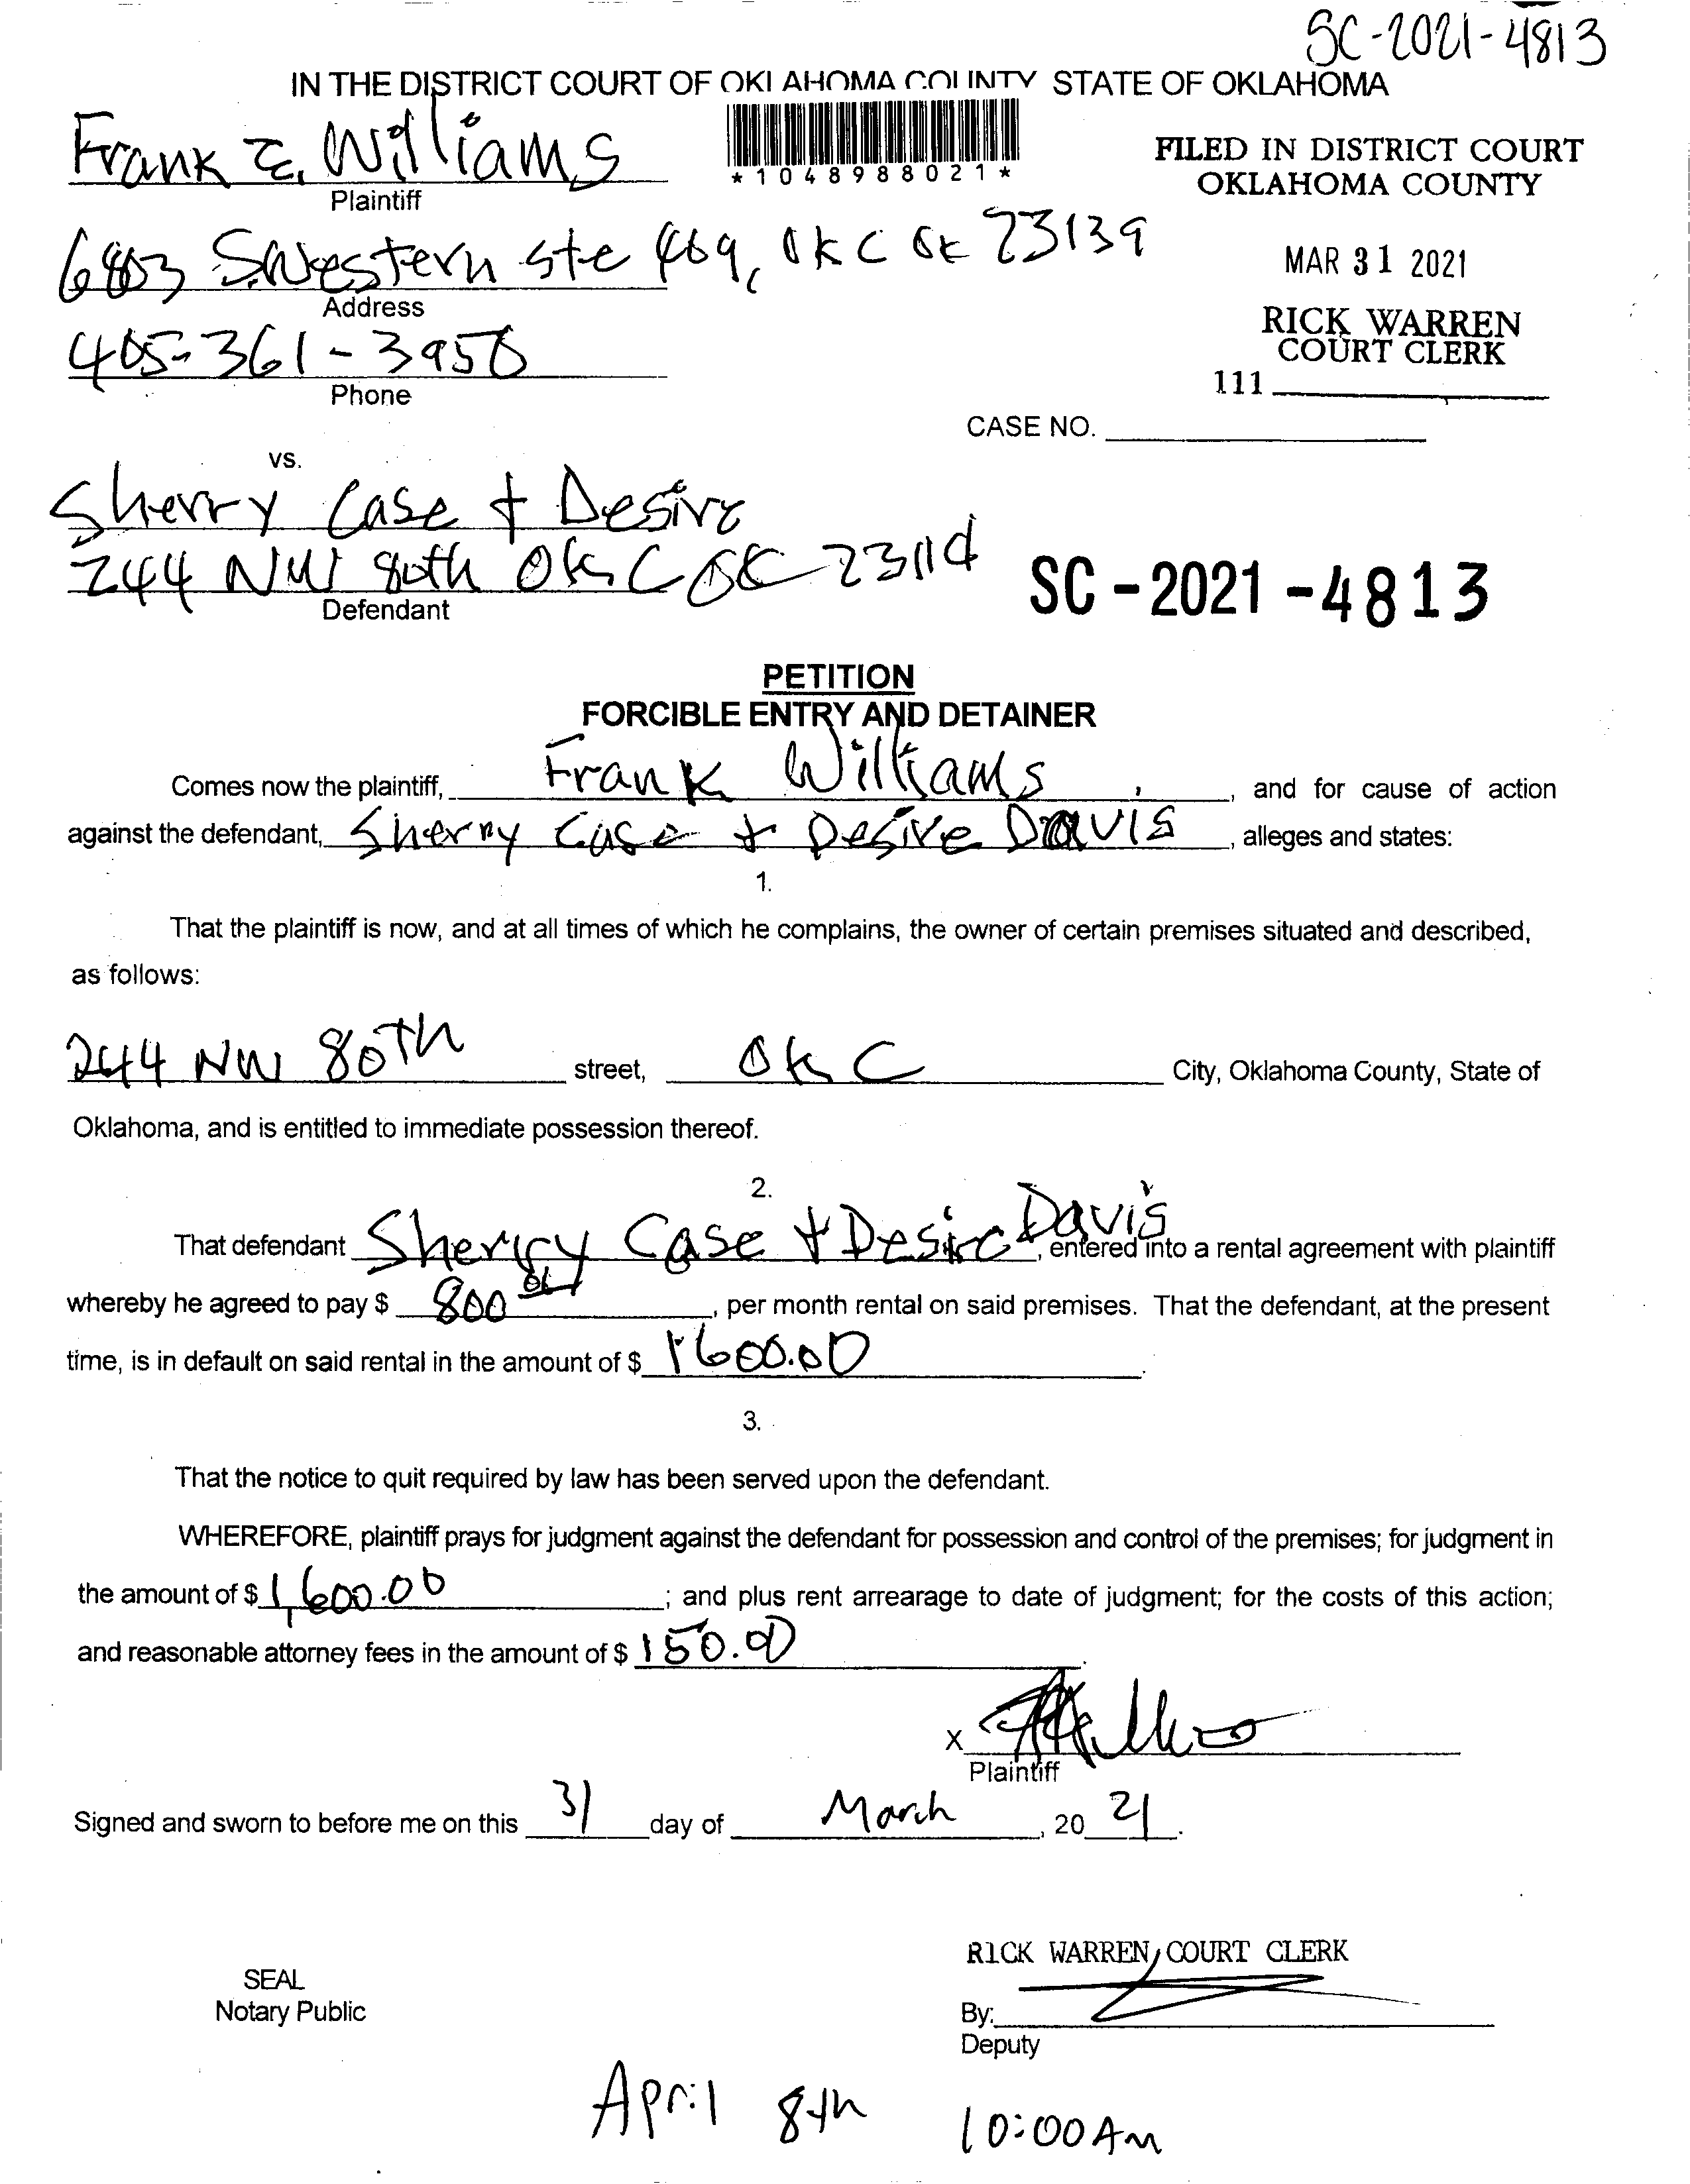 SC-2021-4813
IN THE DISTRICT COURT OF OKLAHOMA COUNTY STATE OF OKLAHOMA
Frank E. Williams
Plaintiff
*1048988021*
FILED IN DISTRICT COURT
OKLAHOMA COUNTY
MAR 31 2021
RICK WARREN
COURT CLERK
111
6803 S. Western ste 409, OKC OK 73139
Address
405-361-3950
Phone
CASE NO.
vs.
Sherry Case + Desire
244 NW 80th OKC OK 73114
Defendant
SC-2021-4813
PETITION
FORCIBLE ENTRY AND DETAINER
Comes now the plaintiff, Frank Williams, and for cause of action
against the defendant, Sherry Case + Desire Davis, alleges and states:
1.
That the plaintiff is now, and at all times of which he complains, the owner of certain premises situated and described,
as follows:
244 NW 80TH street, OKC City, Oklahoma County, State of
Oklahoma, and is entitled to immediate possession thereof.
2.
That defendant Sherry Case + Desire Davis, entered into a rental agreement with plaintiff
whereby he agreed to pay $ 800 00, per month rental on said premises. That the defendant, at the present
time, is in default on said rental in the amount of $ 1600.00.
3.
That the notice to quit required by law has been served upon the defendant.
WHEREFORE, plaintiff prays for judgment against the defendant for possession and control of the premises; for judgment in
the amount of $ 1,600.00; and plus rent arrearage to date of judgment; for the costs of this action;
and reasonable attorney fees in the amount of $ 150.00.
X
Plaintiff
Signed and sworn to before me on this 31 day of March, 20 21.
RICK WARREN, COURT CLERK
SEAL
Notary Public
By:
Deputy
April 8th 10:00 Am